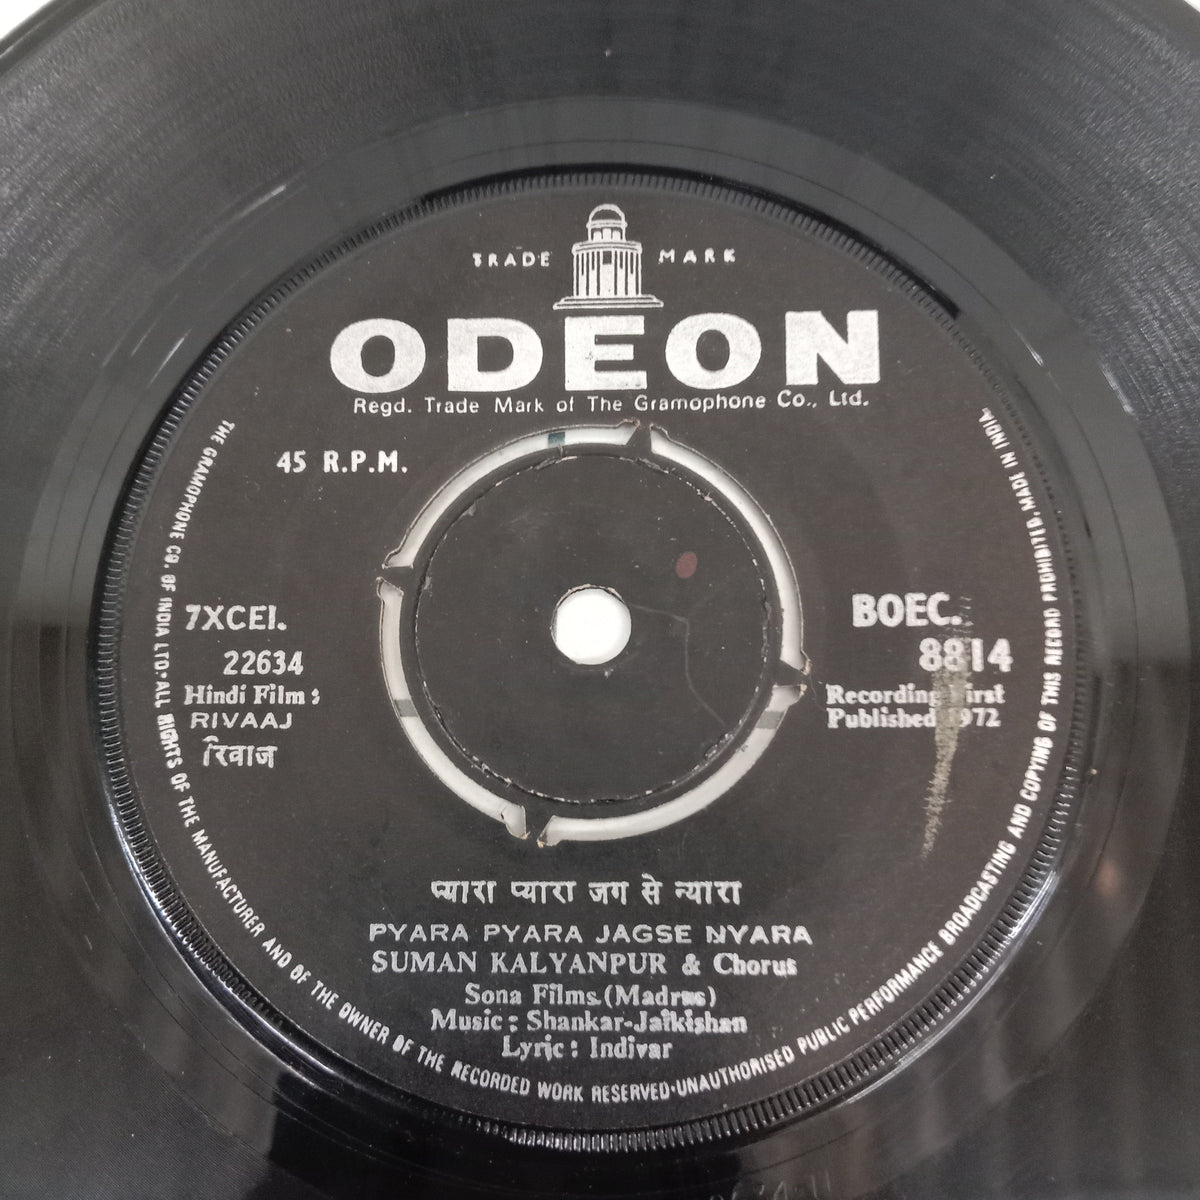 TRADE MARK
ODEON
Regd. Trade Mark of The Gramophone Co., Ltd.
45 R.P.M.
7XCEI.
22634
Hindi Film :
RIVAAJ
रिवाज
BOEC.
8814
Recording First
Published 1972
प्यारा प्यारा जग से न्यारा
PYARA PYARA JAGSE NYARA
SUMAN KALYANPUR & Chorus
Sona Films.(Madras)
Music : Shankar-Jaikishan
Lyric : Indivar
THE GRAMOPHONE CO. OF INDIA LTD·ALL RIGHTS OF THE MANUFACTURER AND OF THE OWNER OF THE RECORDED WORK RESERVED·UNAUTHORISED PUBLIC PERFORMANCE BROADCASTING AND COPYING OF THIS RECORD PROHIBITED. MADE IN INDIA.